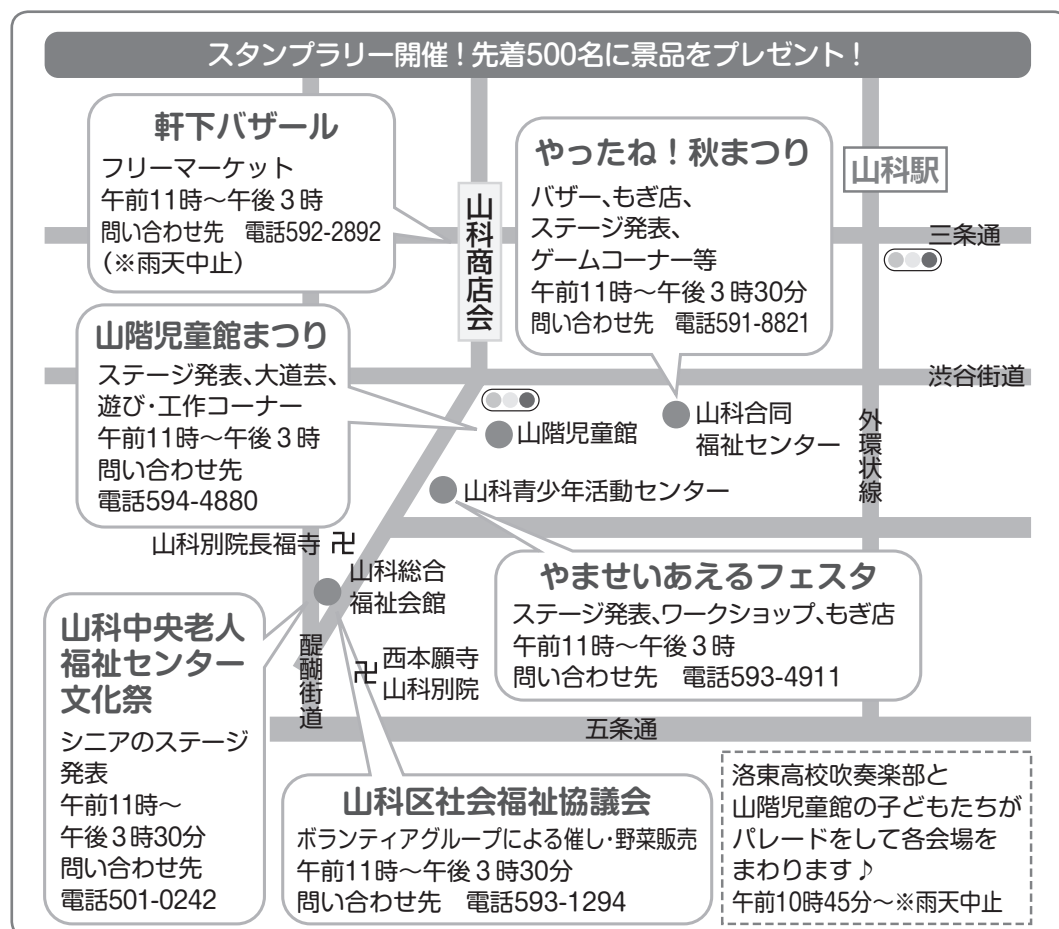 スタンプラリー開催！先着500名に景品をプレゼント！
軒下バザール
フリーマーケット
午前11時～午後３時
問い合わせ先　電話592-2892
（※雨天中止）
山科商店会
やったね！秋まつり
バザー、もぎ店、
ステージ発表、
ゲームコーナー等
午前11時～午後３時30分
問い合わせ先　電話591-8821
山科駅
三条通
山階児童館まつり
ステージ発表、大道芸、
遊び・工作コーナー
午前11時～午後３時
問い合わせ先
電話594-4880
渋谷街道
山階児童館
山科合同
福祉センター
外環状線
山科青少年活動センター
山科別院長福寺 卍
山科総合
福祉会館
やませいあえるフェスタ
ステージ発表、ワークショップ、もぎ店
午前11時～午後３時
問い合わせ先　電話593-4911
山科中央老人
福祉センター
文化祭
シニアのステージ
発表
午前11時～
午後３時30分
問い合わせ先
電話501-0242
醍醐街道
卍 西本願寺
山科別院
五条通
山科区社会福祉協議会
ボランティアグループによる催し・野菜販売
午前11時～午後３時30分
問い合わせ先　電話593-1294
洛東高校吹奏楽部と
山階児童館の子どもたちが
パレードをして各会場を
まわります♪
午前10時45分～※雨天中止